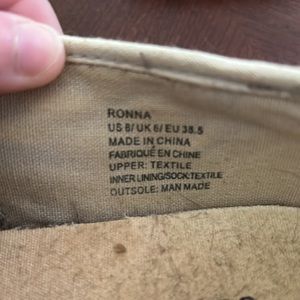 RONNA
US 8/ UK 6/ EU 38.5
MADE IN CHINA
FABRIQUÉ EN CHINE
UPPER: TEXTILE
INNER LINING/SOCK:TEXTILE
OUTSOLE: MAN MADE